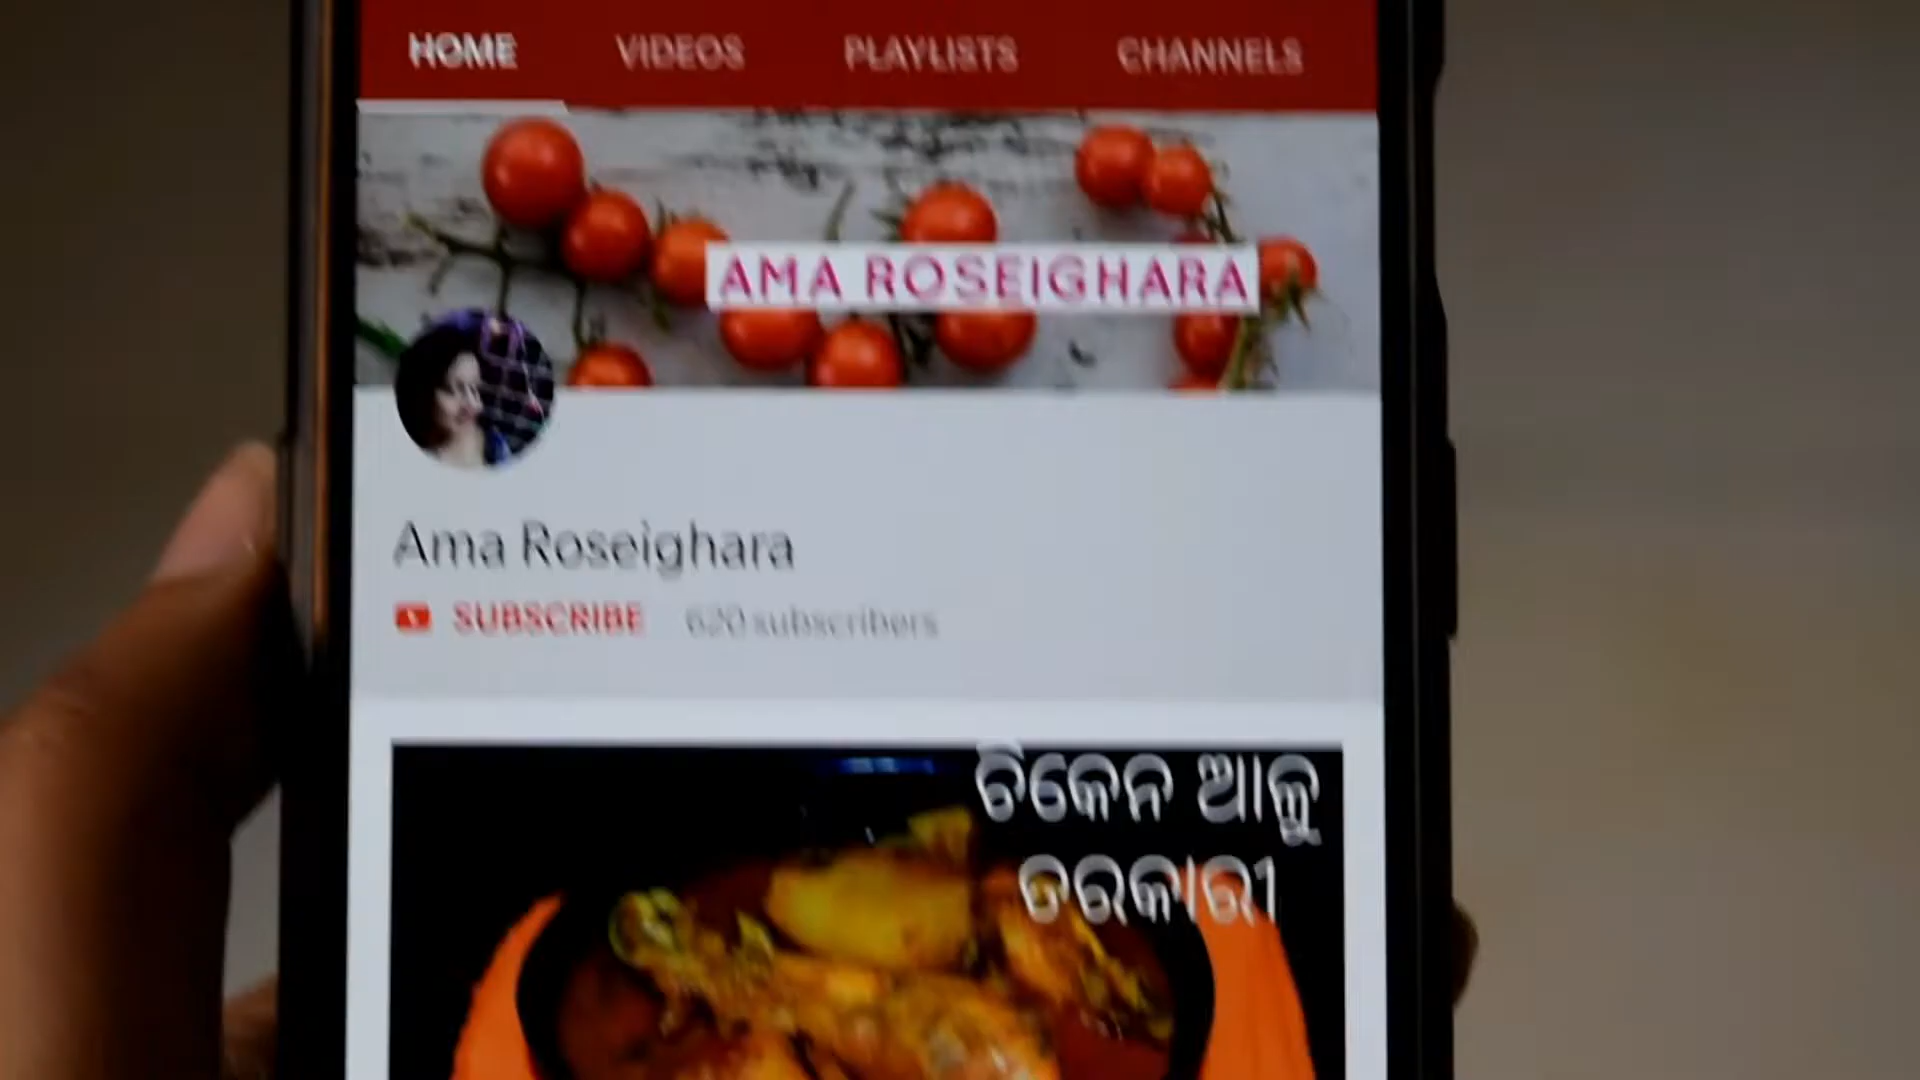 HOME VIDEOS PLAYLISTS CHANNELS
AMA ROSEIGHARA
Ama Roseighara
SUBSCRIBE 620 subscribers
ଚିକେନ ଆଳୁ
ତରକାରୀ